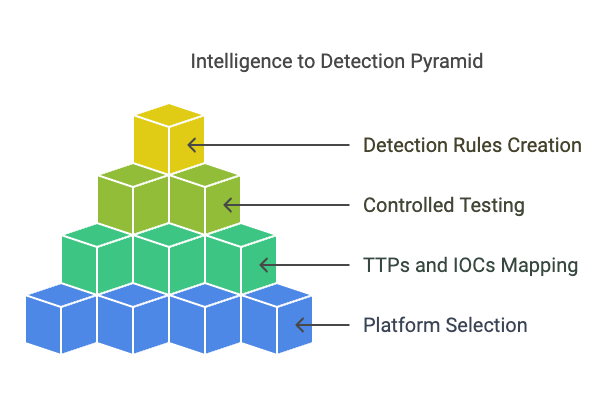 Intelligence to Detection Pyramid
Detection Rules Creation
Controlled Testing
TTPs and IOCs Mapping
Platform Selection